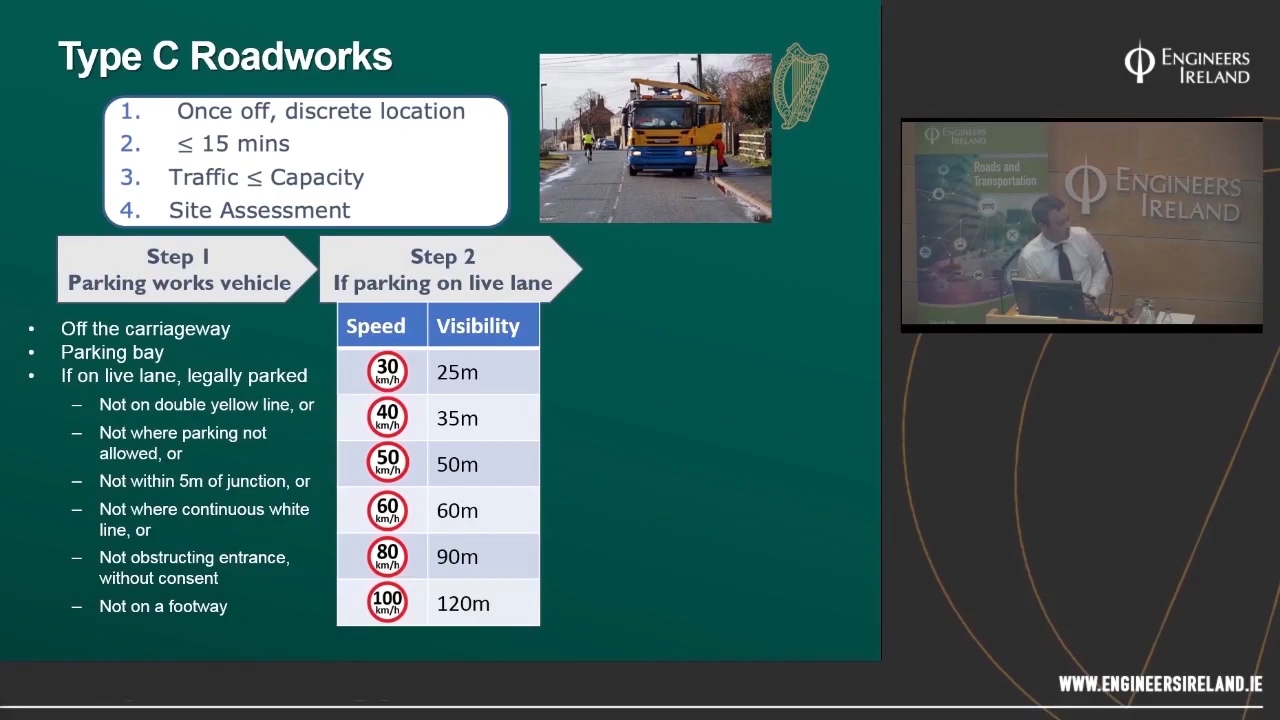 Type C Roadworks
1. Once off, discrete location
2. ≤ 15 mins
3. Traffic ≤ Capacity
4. Site Assessment
Step 1
Parking works vehicle
Step 2
If parking on live lane
• Off the carriageway
• Parking bay
• If on live lane, legally parked
– Not on double yellow line, or
– Not where parking not
allowed, or
– Not within 5m of junction, or
– Not where continuous white
line, or
– Not obstructing entrance,
without consent
– Not on a footway
Speed Visibility
30 km/h 25m
40 km/h 35m
50 km/h 50m
60 km/h 60m
80 km/h 90m
100 km/h 120m
ENGINEERS
IRELAND
ENGINEERS
IRELAND
Roads and
Transportation
ENGINEERS
IRELAND
WWW.ENGINEERSIRELAND.IE